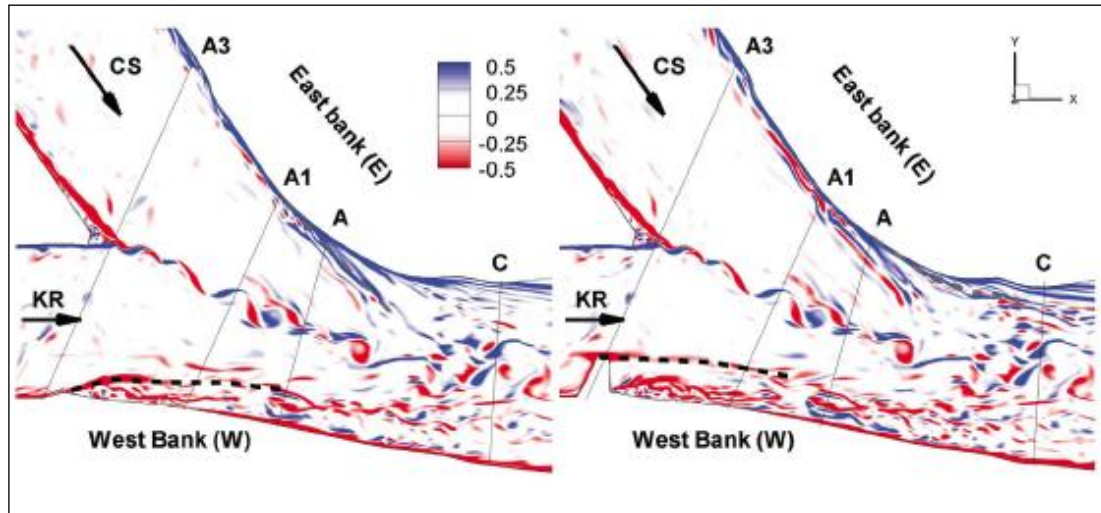 A3
CS
East bank (E)
0.5
0.25
0
-0.25
-0.5
A1
A
C
KR
West Bank (W)
A3
CS
East bank (E)
Y
X
A1
A
C
KR
West Bank (W)